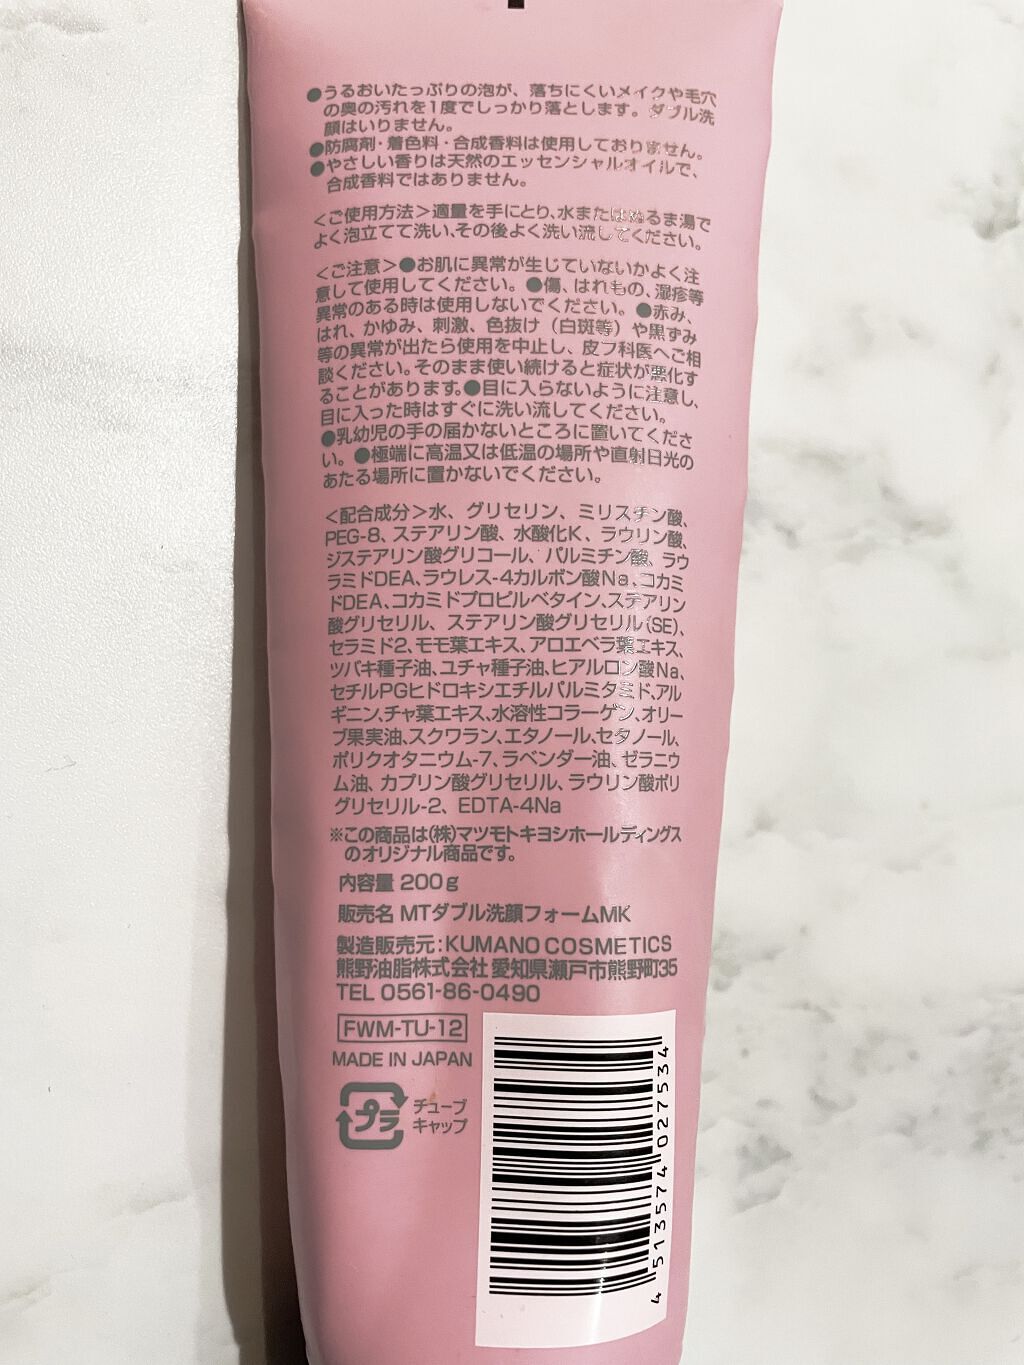 ●うるおいたっぷりの泡が、落ちにくいメイクや毛穴
の奥の汚れを1度でしっかり落とします。ダブル洗
顔はいりません。
●防腐剤・着色料・合成香料は使用しておりません。
●やさしい香りは天然のエッセンシャルオイルで、
合成香料ではありません。
＜ご使用方法＞適量を手にとり、水またはぬるま湯で
よく泡立てて洗い、その後よく洗い流してください。
＜ご注意＞●お肌に異常が生じていないかよく注
意して使用してください。●傷、はれもの、湿疹等
異常のある時は使用しないでください。●赤み、
はれ、かゆみ、刺激、色抜け（白斑等）や黒ずみ
等の異常が出たら使用を中止し、皮フ科医へご相
談ください。そのまま使い続けると症状が悪化す
ることがあります。●目に入らないように注意し、
目に入った時はすぐに洗い流してください。
●乳幼児の手の届かないところに置いてくださ
い。●極端に高温又は低温の場所や直射日光の
あたる場所に置かないでください。
＜配合成分＞水、グリセリン、ミリスチン酸、
PEG-8、ステアリン酸、水酸化K、ラウリン酸、
ジステアリン酸グリコール、パルミチン酸、ラウ
ラミドDEA、ラウレス-4カルボン酸Na、コカミ
ドDEA、コカミドプロピルベタイン、ステアリン
酸グリセリル、ステアリン酸グリセリル(SE)、
セラミド2、モモ葉エキス、アロエベラ葉エキス、
ツバキ種子油、ユチャ種子油、ヒアルロン酸Na、
セチルPGヒドロキシエチルパルミタミド、アル
ギニン、チャ葉エキス、水溶性コラーゲン、オリー
ブ果実油、スクワラン、エタノール、セタノール、
ポリクオタニウム-7、ラベンダー油、ゼラニウ
ム油、カプリン酸グリセリル、ラウリン酸ポリ
グリセリル-2、EDTA-4Na
※この商品は(株)マツモトキヨシホールディングス
のオリジナル商品です。
内容量 200g
販売名 MTダブル洗顔フォームMK
製造販売元：KUMANO COSMETICS
熊野油脂株式会社 愛知県瀬戸市熊野町35
TEL 0561-86-0490
FWM-TU-12
MADE IN JAPAN
プラ
チューブ
キャップ
4 513574 027534